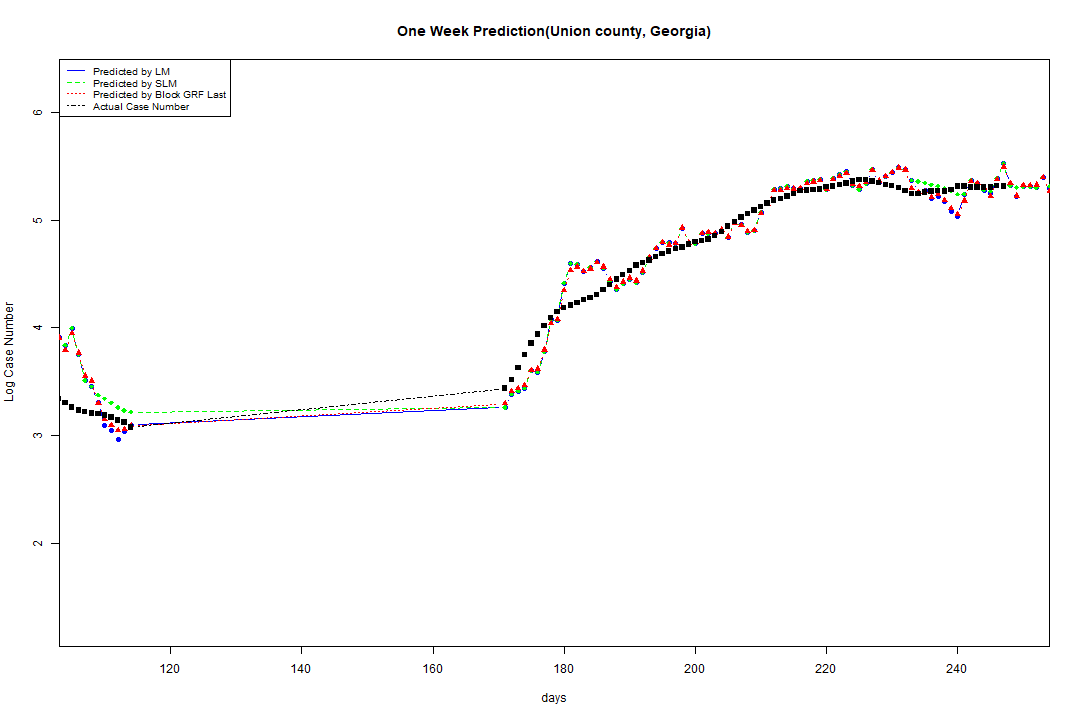 One Week Prediction(Union county, Georgia)
Predicted by LM
Predicted by SLM
Predicted by Block GRF Last
Actual Case Number
6
5
4
3
2
Log Case Number
120 140 160 180 200 220 240
days